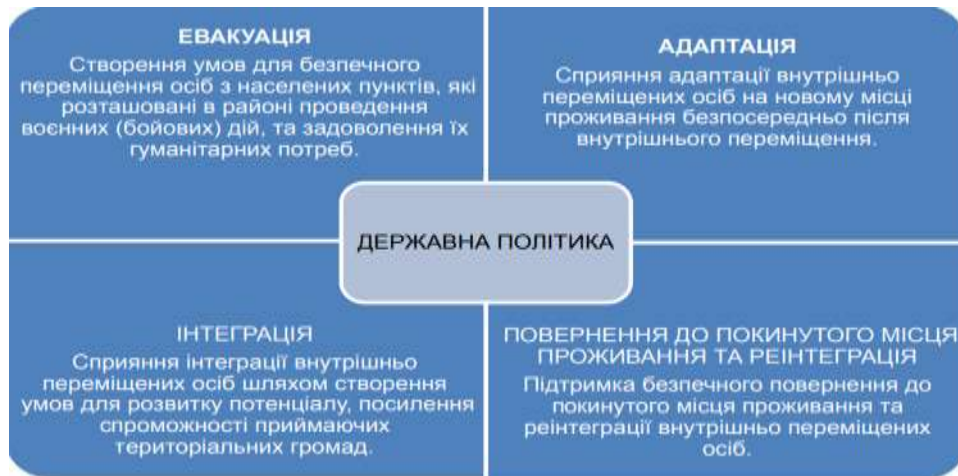 ЕВАКУАЦІЯ
Створення умов для безпечного
переміщення осіб з населених пунктів, які
розташовані в районі проведення
воєнних (бойових) дій, та задоволення їх
гуманітарних потреб.
АДАПТАЦІЯ
Сприяння адаптації внутрішньо
переміщених осіб на новому місці
проживання безпосередньо після
внутрішнього переміщення.
ДЕРЖАВНА ПОЛІТИКА
ІНТЕГРАЦІЯ
Сприяння інтеграції внутрішньо
переміщених осіб шляхом створення
умов для розвитку потенціалу, посилення
спроможності приймаючих
територіальних громад.
ПОВЕРНЕННЯ ДО ПОКИНУТОГО МІСЦЯ
ПРОЖИВАННЯ ТА РЕІНТЕГРАЦІЯ
Підтримка безпечного повернення до
покинутого місця проживання та
реінтеграції внутрішньо переміщених
осіб.